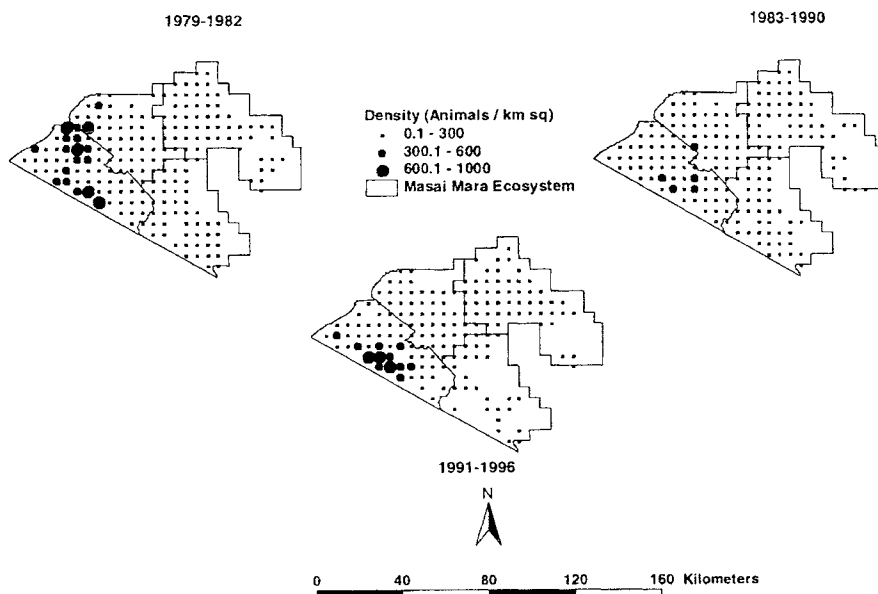 1979-1982
1983-1990
Density (Animals / km sq)
0.1 - 300
300.1 - 600
600.1 - 1000
Masai Mara Ecosystem
1991-1996
N
0 40 80 120 160 Kilometers